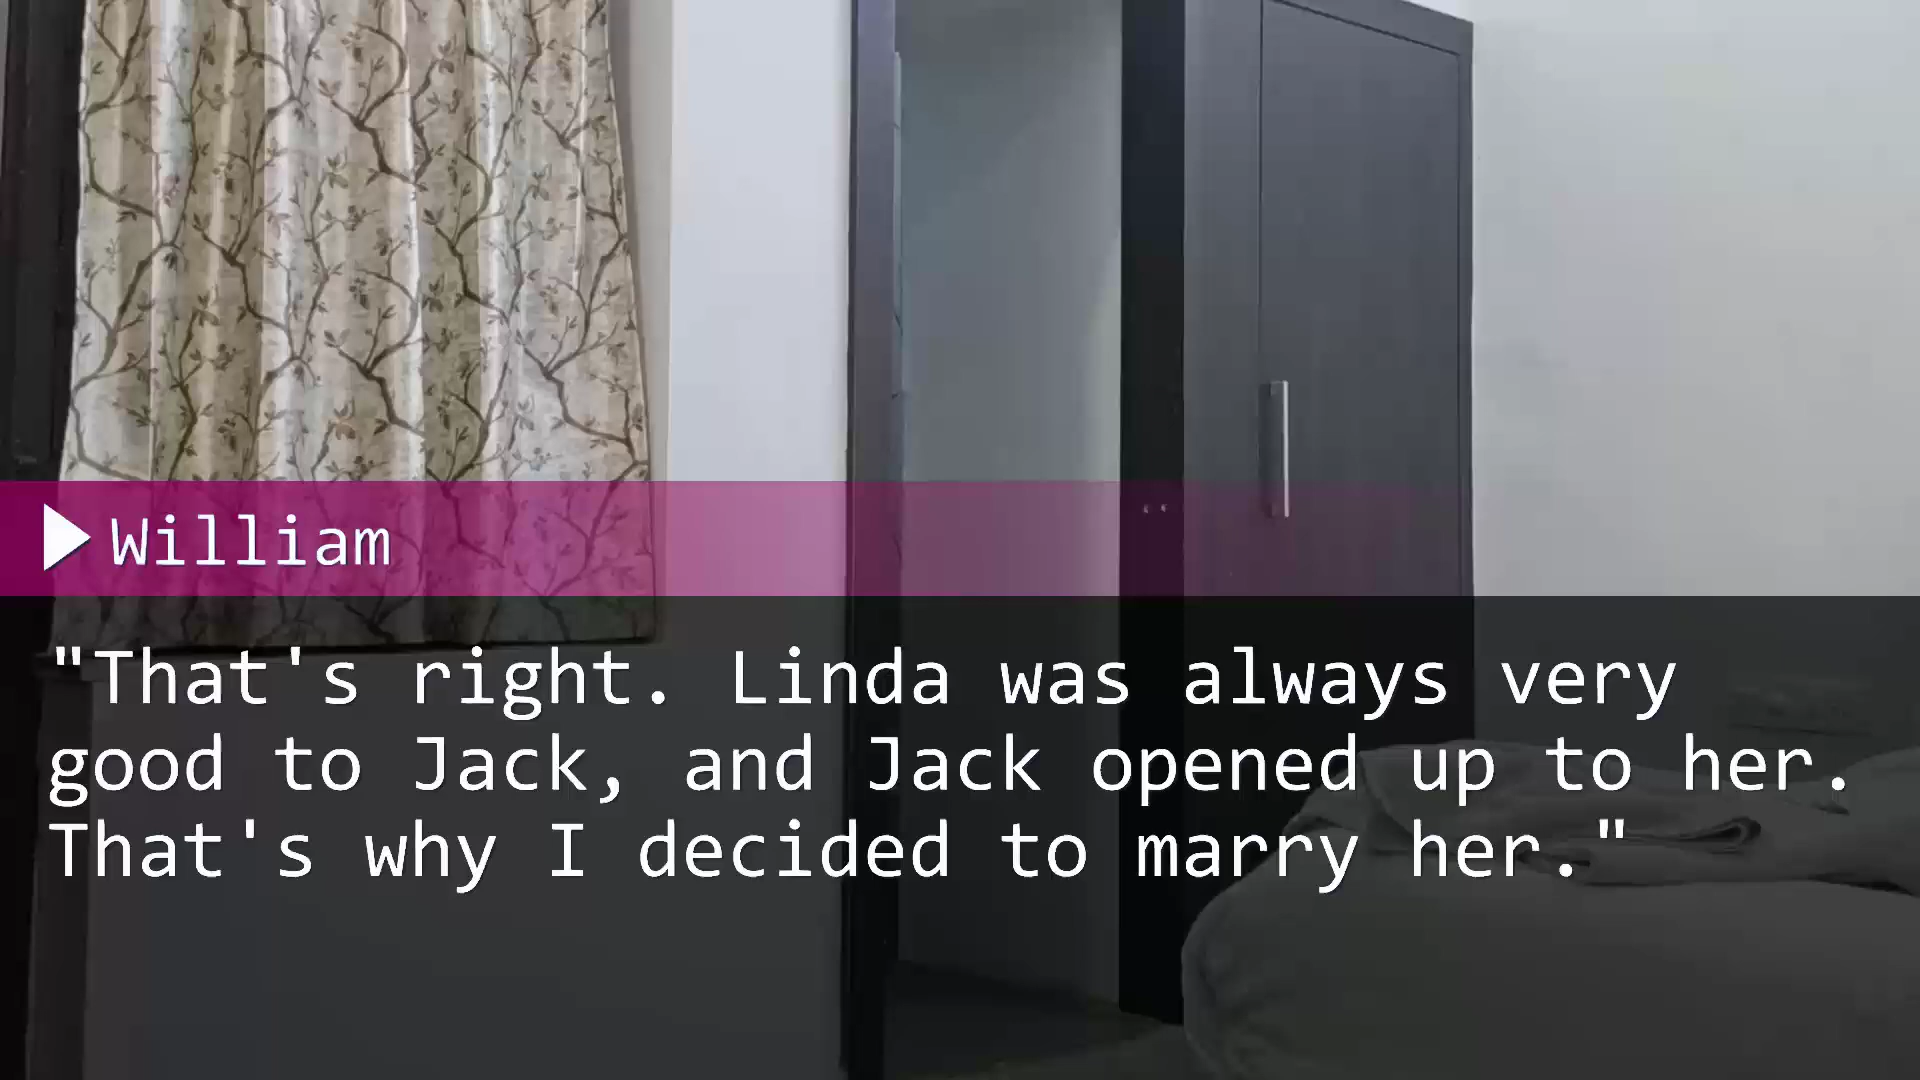 William
"That's right. Linda was always very
good to Jack, and Jack opened up to her.
That's why I decided to marry her."